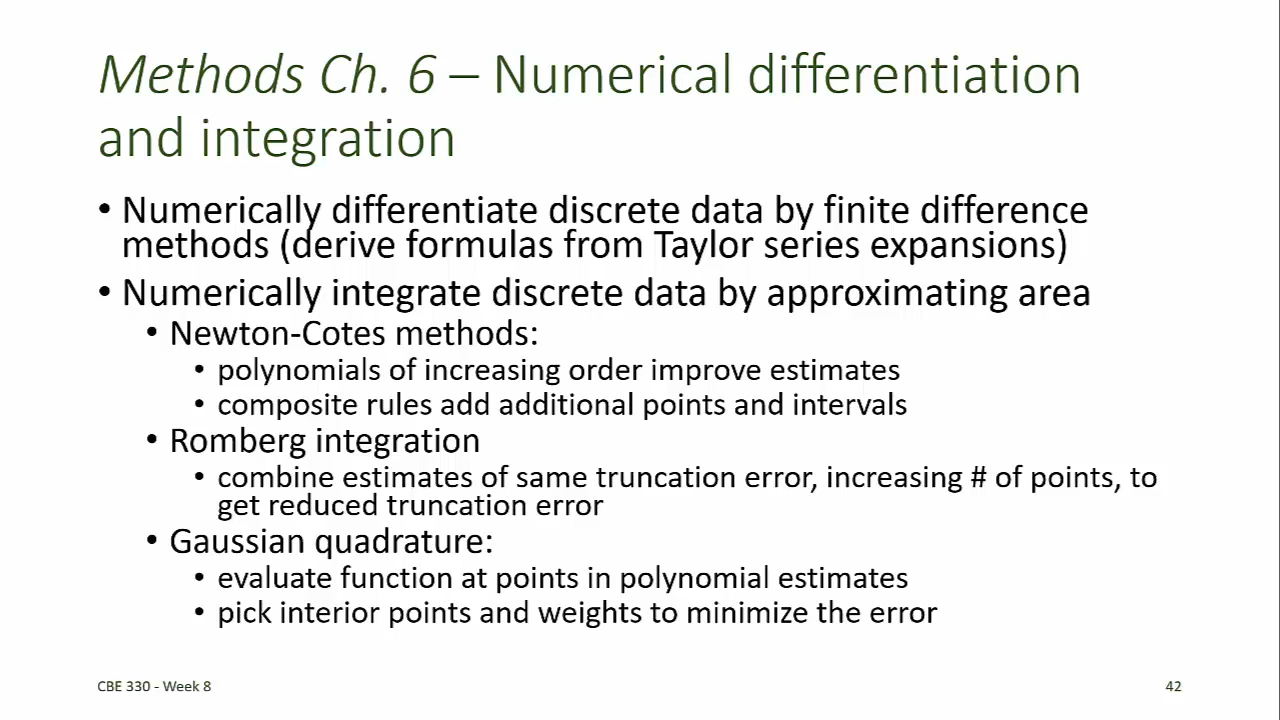 Methods Ch. 6 – Numerical differentiation
and integration
• Numerically differentiate discrete data by finite difference
methods (derive formulas from Taylor series expansions)
• Numerically integrate discrete data by approximating area
• Newton-Cotes methods:
• polynomials of increasing order improve estimates
• composite rules add additional points and intervals
• Romberg integration
• combine estimates of same truncation error, increasing # of points, to
get reduced truncation error
• Gaussian quadrature:
• evaluate function at points in polynomial estimates
• pick interior points and weights to minimize the error
CBE 330 - Week 8
42